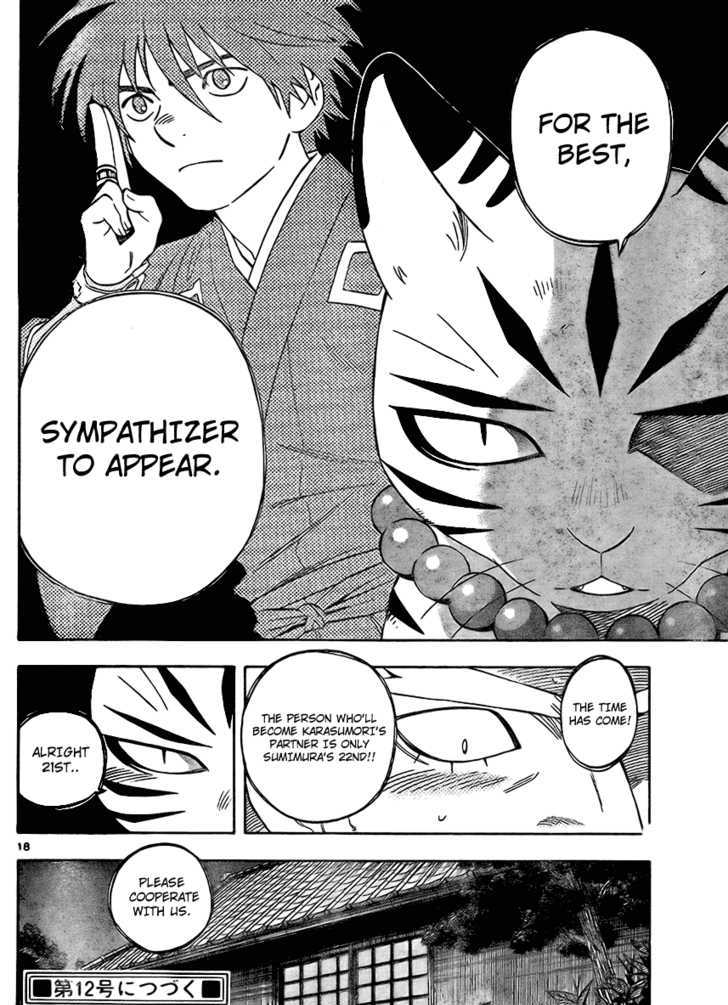 FOR THE
BEST,
SYMPATHIZER
TO APPEAR.
THE TIME
HAS COME!
THE PERSON WHO'LL
BECOME KARASUMORI'S
PARTNER IS ONLY
SUMIMURA'S 22ND!!
ALRIGHT
21ST..
18
PLEASE
COOPERATE
WITH US.
■第12号につづく■